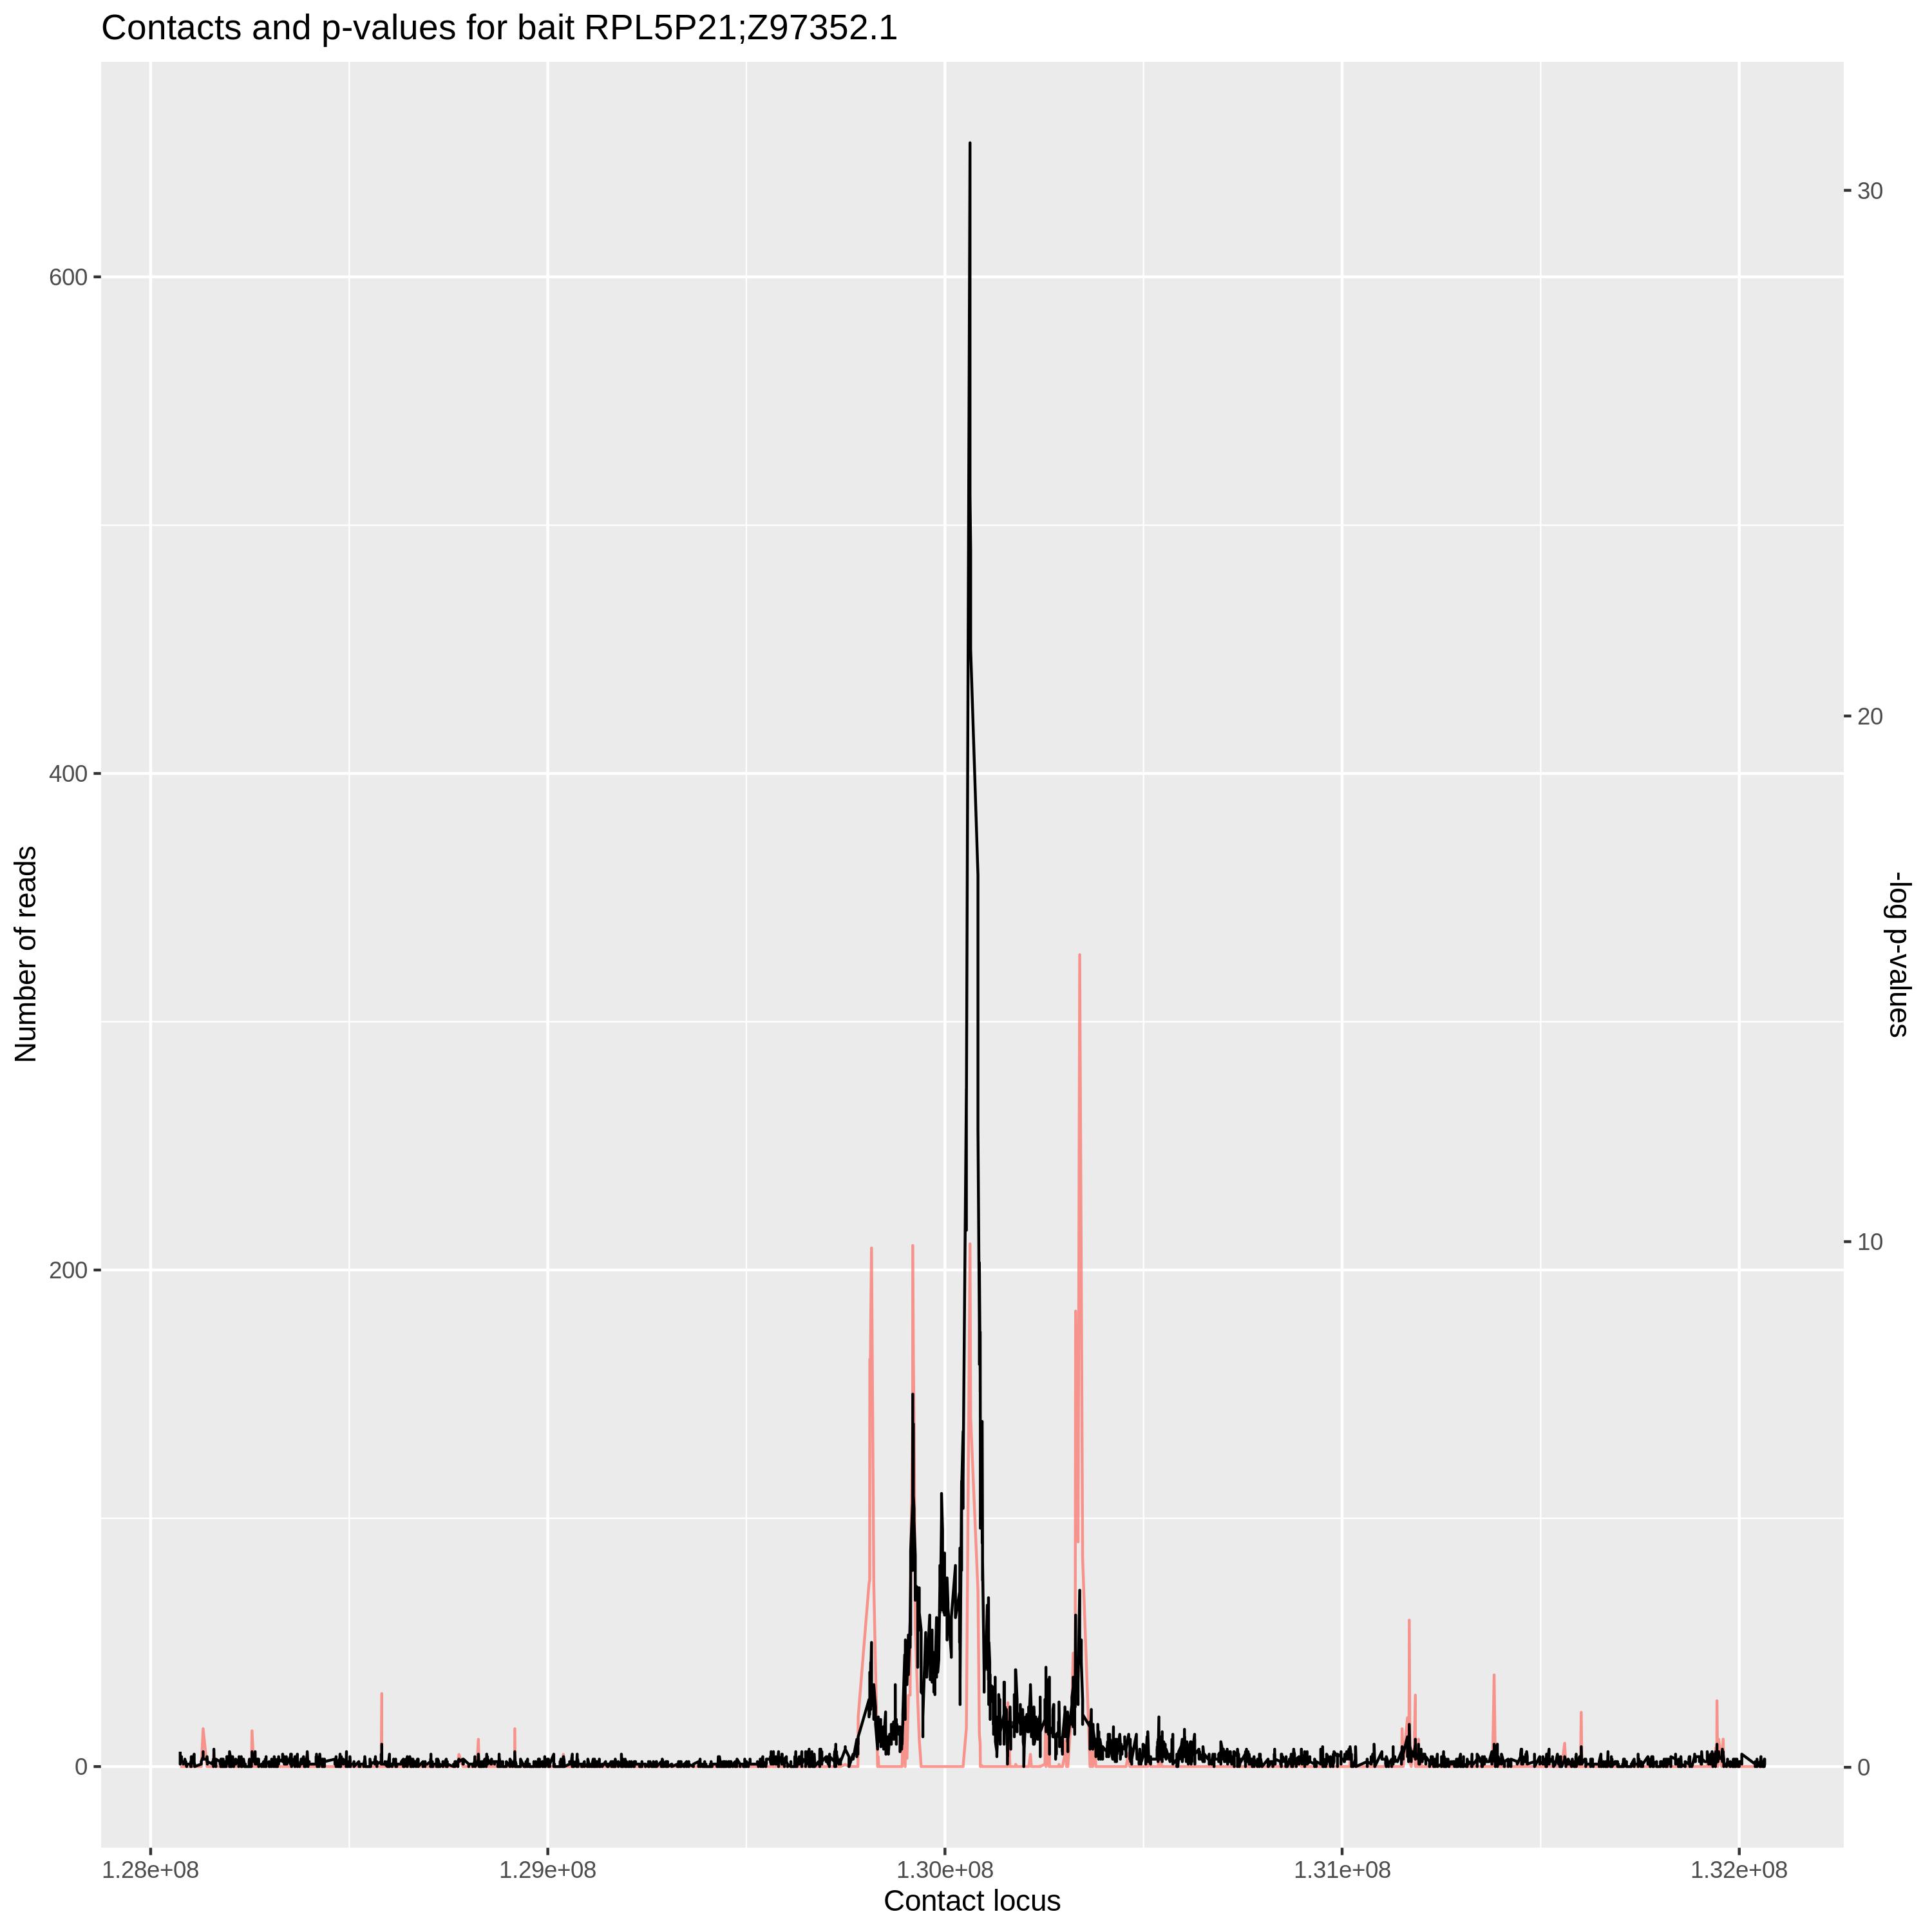 Contacts and p-values for bait RPL5P21;Z97352.1
600
400
200
0
Number of reads
30
20
10
0
-log p-values
1.28e+08
1.29e+08
1.30e+08
1.31e+08
1.32e+08
Contact locus